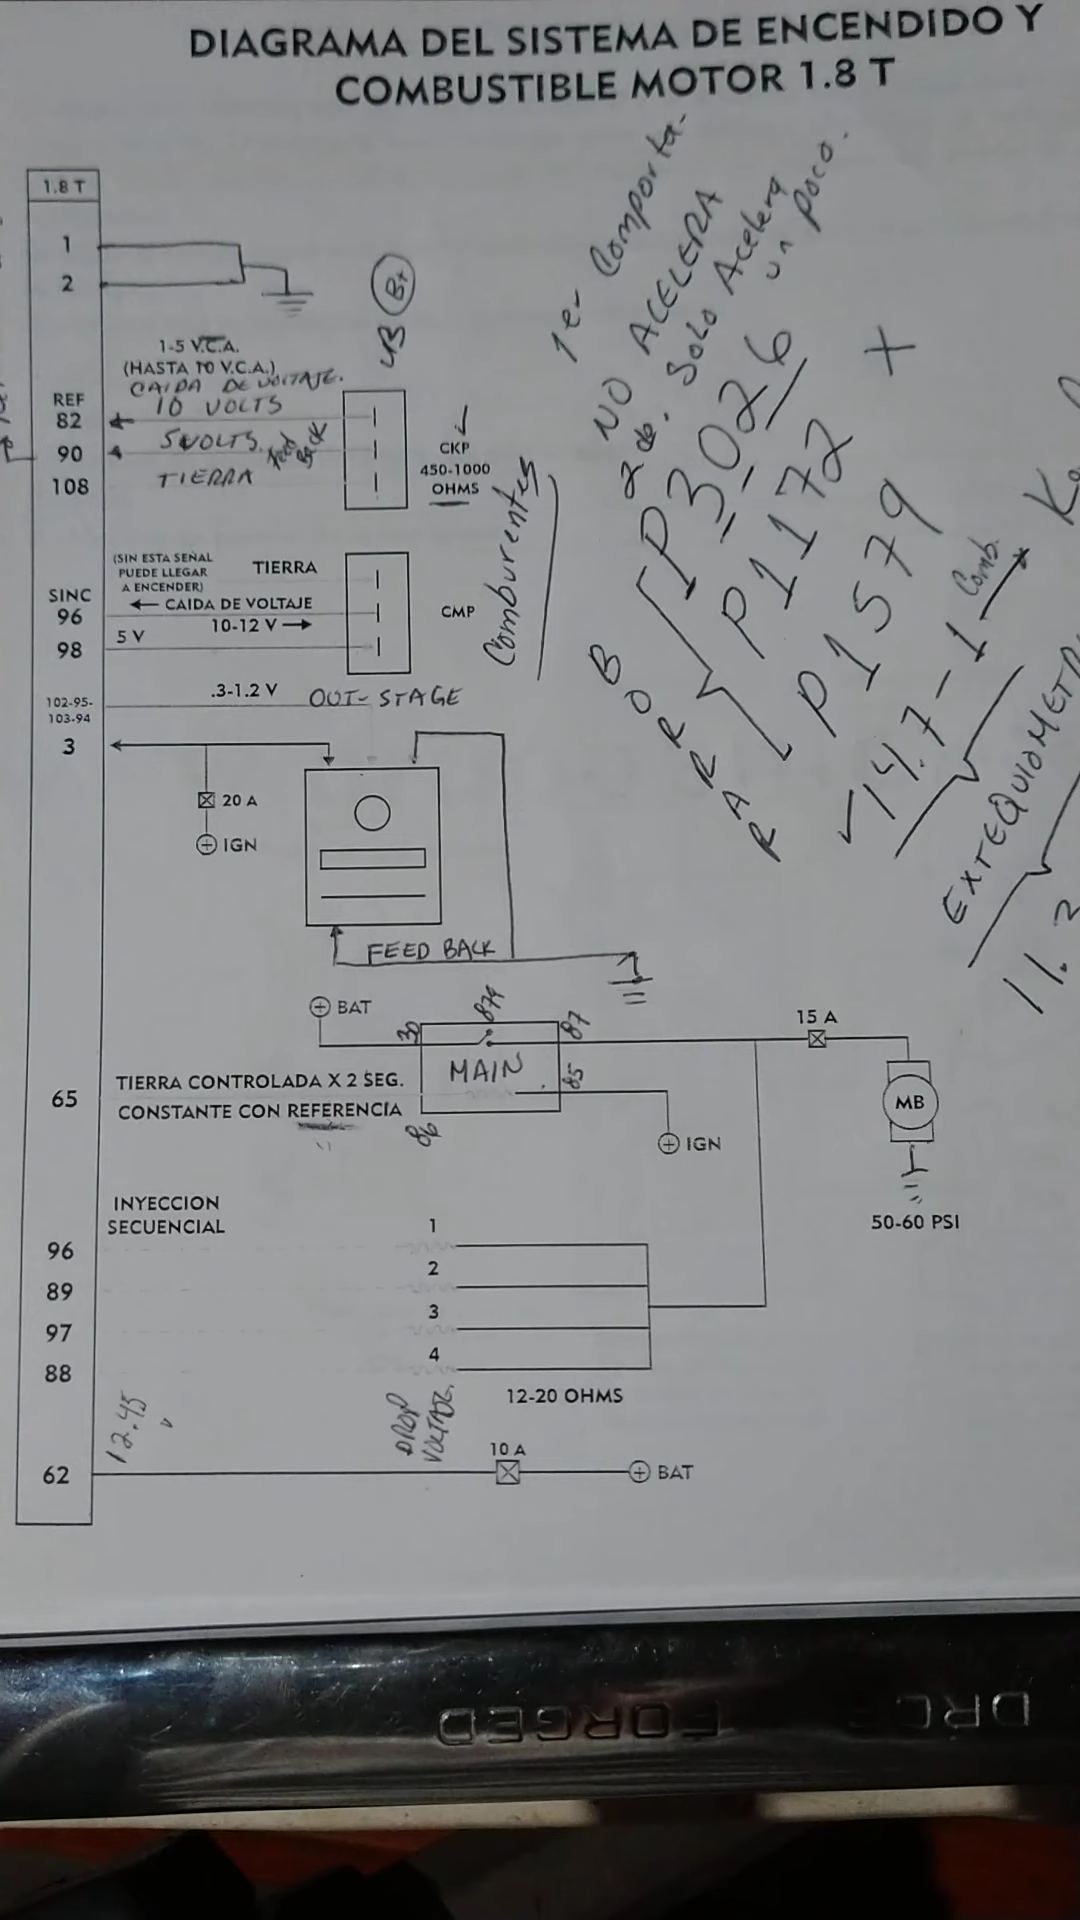 DIAGRAMA DEL SISTEMA DE ENCENDIDO Y
COMBUSTIBLE MOTOR 1.8 T
1.8 T
1
2
B+
1-5 V.C.A.
(HASTA 10 V.C.A.)
CAIDA DE VOLTAJE.
REF
82
10 VOLTS
90
5VOLTS.
FEED BACK
108
TIERRA
CKP
450-1000
OHMS
(SIN ESTA SEÑAL
PUEDE LLEGAR
A ENCENDER)
TIERRA
SINC
96
← CAIDA DE VOLTAJE
CMP
98
5 V
10-12 V →
102-95-
103-94
.3-1.2 V
OUT-STAGE
3
20 A
IGN
FEED BACK
BAT
30
87a
87
MAIN
85
86
15 A
65
TIERRA CONTROLADA X 2 SEG.
CONSTANTE CON REFERENCIA
IGN
MB
50-60 PSI
INYECCION
SECUENCIAL
96
1
89
2
97
3
88
4
12-20 OHMS
12.45 v
DROP
VOLTAJE.
62
10 A
BAT
1er Comporta-
NO ACELERA
2do. Solo Acelera
un poco.
Comburentes
BORRAR
P3026
P1172 +
P1579
14.7 - 1 Comb.
11.2
FORGED